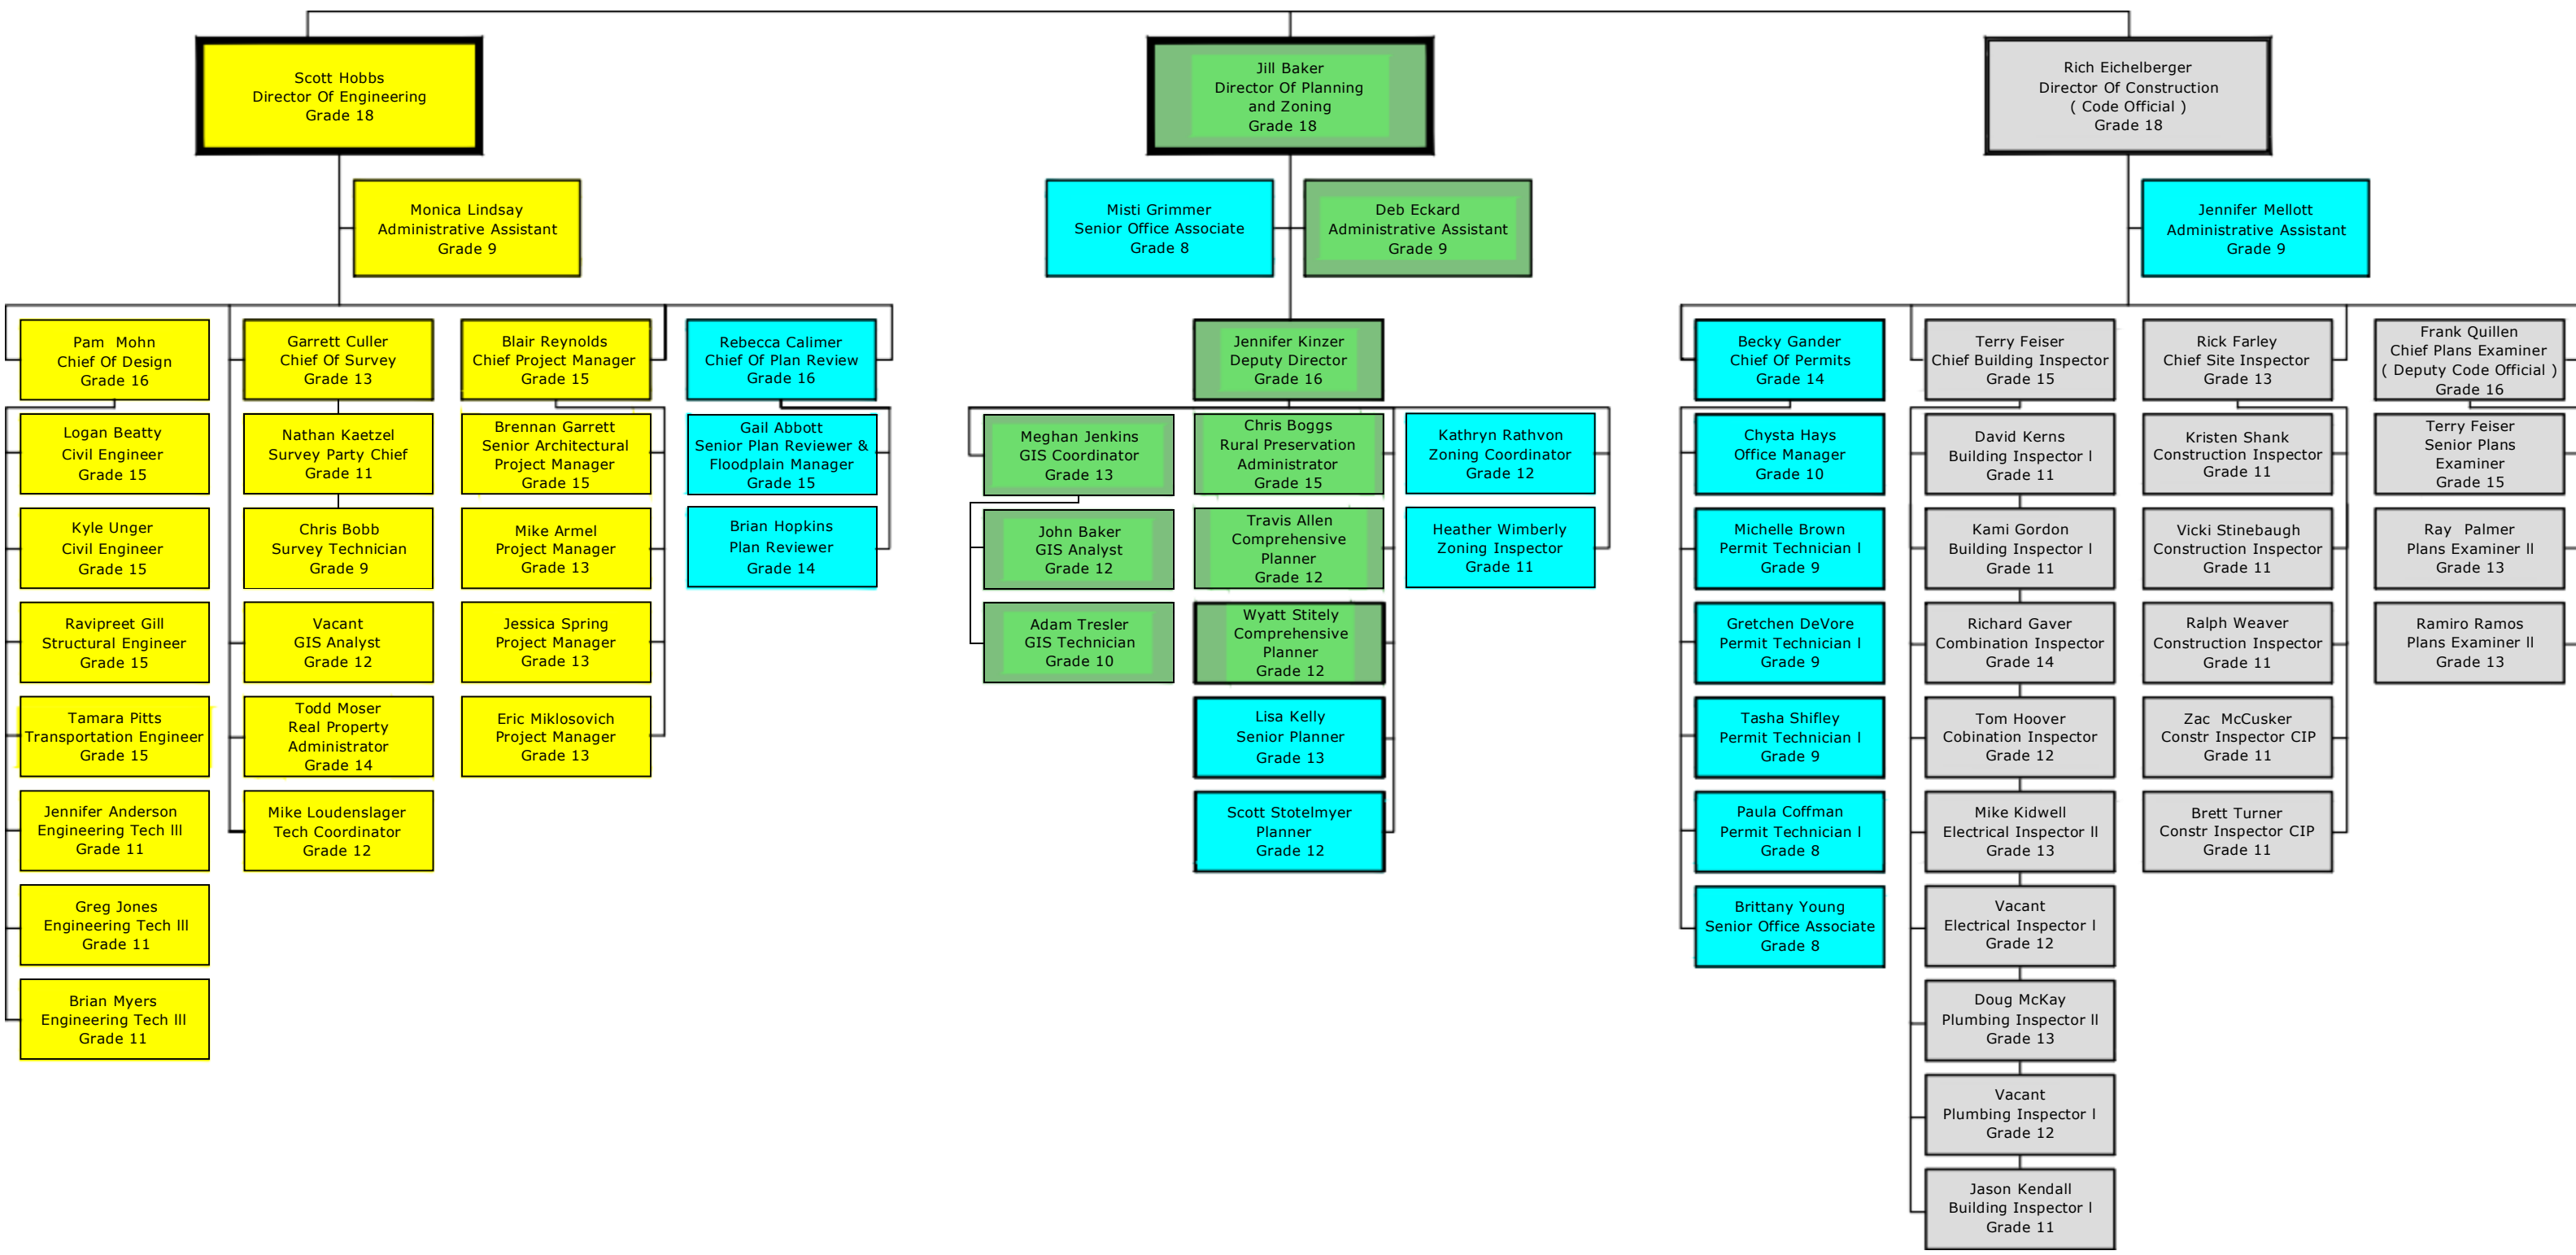 Scott Hobbs
Director Of Engineering
Grade 18
Jill Baker
Director Of Planning
and Zoning
Grade 18
Rich Eichelberger
Director Of Construction
( Code Official )
Grade 18
Monica Lindsay
Administrative Assistant
Grade 9
Misti Grimmer
Senior Office Associate
Grade 8
Deb Eckard
Administrative Assistant
Grade 9
Jennifer Mellott
Administrative Assistant
Grade 9
Pam Mohn
Chief Of Design
Grade 16
Logan Beatty
Civil Engineer
Grade 15
Kyle Unger
Civil Engineer
Grade 15
Ravipreet Gill
Structural Engineer
Grade 15
Tamara Pitts
Transportation Engineer
Grade 15
Jennifer Anderson
Engineering Tech lll
Grade 11
Greg Jones
Engineering Tech lll
Grade 11
Brian Myers
Engineering Tech lll
Grade 11
Garrett Culler
Chief Of Survey
Grade 13
Nathan Kaetzel
Survey Party Chief
Grade 11
Chris Bobb
Survey Technician
Grade 9
Vacant
GIS Analyst
Grade 12
Todd Moser
Real Property
Administrator
Grade 14
Mike Loudenslager
Tech Coordinator
Grade 12
Blair Reynolds
Chief Project Manager
Grade 15
Brennan Garrett
Senior Architectural
Project Manager
Grade 15
Mike Armel
Project Manager
Grade 13
Jessica Spring
Project Manager
Grade 13
Eric Miklosovich
Project Manager
Grade 13
Rebecca Calimer
Chief Of Plan Review
Grade 16
Gail Abbott
Senior Plan Reviewer &
Floodplain Manager
Grade 15
Brian Hopkins
Plan Reviewer
Grade 14
Jennifer Kinzer
Deputy Director
Grade 16
Meghan Jenkins
GIS Coordinator
Grade 13
John Baker
GIS Analyst
Grade 12
Adam Tresler
GIS Technician
Grade 10
Chris Boggs
Rural Preservation
Administrator
Grade 15
Travis Allen
Comprehensive
Planner
Grade 12
Wyatt Stitely
Comprehensive
Planner
Grade 12
Lisa Kelly
Senior Planner
Grade 13
Scott Stotelmyer
Planner
Grade 12
Kathryn Rathvon
Zoning Coordinator
Grade 12
Heather Wimberly
Zoning Inspector
Grade 11
Becky Gander
Chief Of Permits
Grade 14
Chysta Hays
Office Manager
Grade 10
Michelle Brown
Permit Technician l
Grade 9
Gretchen DeVore
Permit Technician l
Grade 9
Tasha Shifley
Permit Technician l
Grade 9
Paula Coffman
Permit Technician l
Grade 8
Brittany Young
Senior Office Associate
Grade 8
Terry Feiser
Chief Building Inspector
Grade 15
David Kerns
Building Inspector l
Grade 11
Kami Gordon
Building Inspector l
Grade 11
Richard Gaver
Combination Inspector
Grade 14
Tom Hoover
Cobination Inspector
Grade 12
Mike Kidwell
Electrical Inspector ll
Grade 13
Vacant
Electrical Inspector l
Grade 12
Doug McKay
Plumbing Inspector ll
Grade 13
Vacant
Plumbing Inspector l
Grade 12
Jason Kendall
Building Inspector l
Grade 11
Rick Farley
Chief Site Inspector
Grade 13
Kristen Shank
Construction Inspector
Grade 11
Vicki Stinebaugh
Construction Inspector
Grade 11
Ralph Weaver
Construction Inspector
Grade 11
Zac McCusker
Constr Inspector CIP
Grade 11
Brett Turner
Constr Inspector CIP
Grade 11
Frank Quillen
Chief Plans Examiner
( Deputy Code Official )
Grade 16
Terry Feiser
Senior Plans
Examiner
Grade 15
Ray Palmer
Plans Examiner ll
Grade 13
Ramiro Ramos
Plans Examiner ll
Grade 13